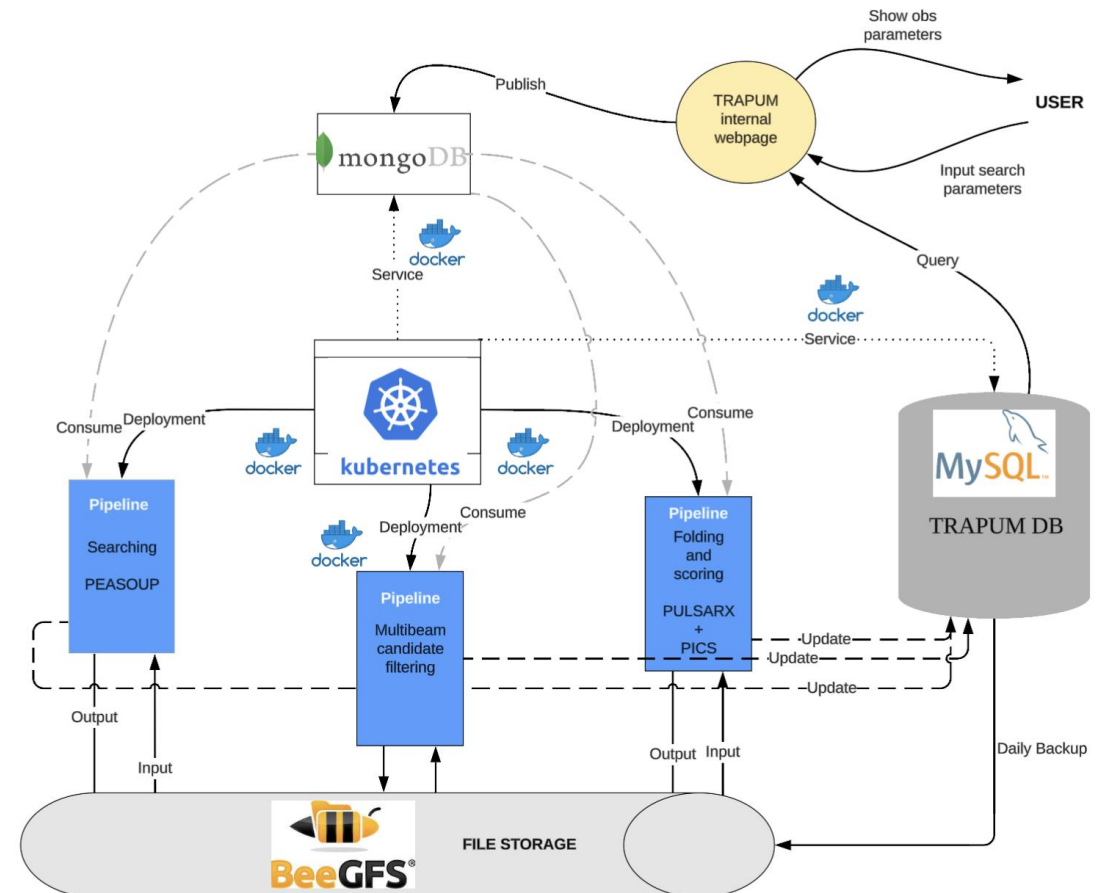 Show obs
parameters
Publish
TRAPUM
internal
webpage
USER
mongoDB
Input search
parameters
docker
Service
Query
docker
Service
Consume
Deployment
docker
kubernetes
docker
Deployment
Consume
MySQL™
TRAPUM DB
Pipeline
Searching
PEASOUP
docker
Deployment
Consume
Pipeline
Multibeam
candidate
filtering
Pipeline
Folding
and
scoring
PULSARX
+
PICS
Update
Update
Update
Output
Input
Output
Input
Daily Backup
BeeGFS®
FILE STORAGE